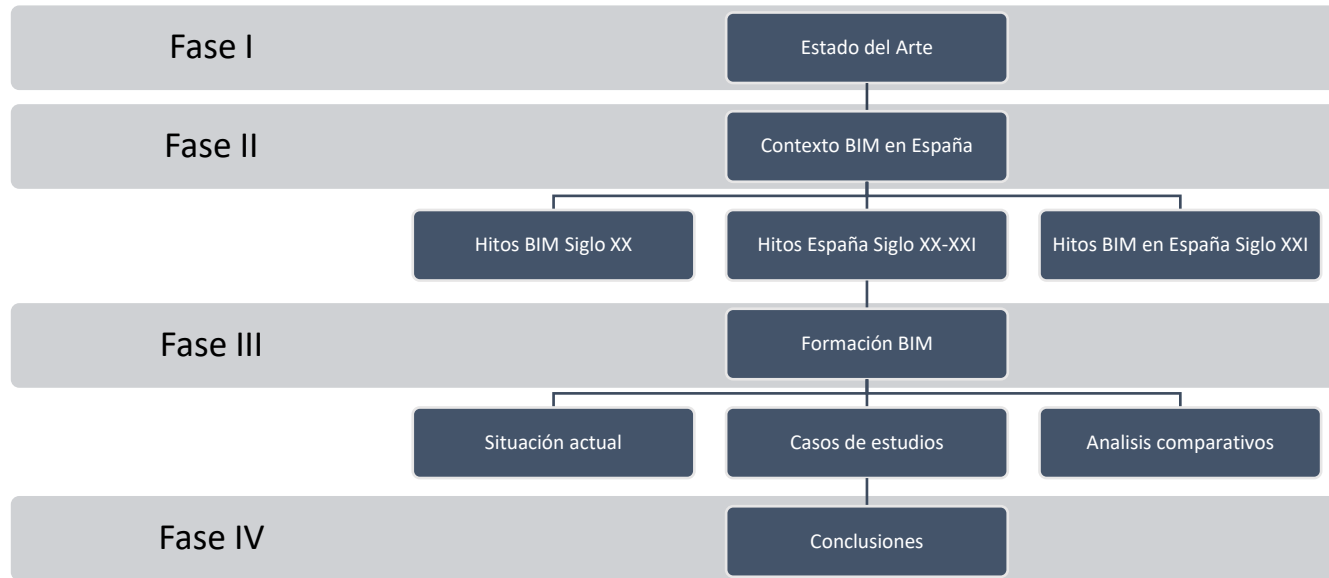 Fase I
Estado del Arte
Fase II
Contexto BIM en España
Hitos BIM Siglo XX
Hitos España Siglo XX-XXI
Hitos BIM en España Siglo XXI
Fase III
Formación BIM
Situación actual
Casos de estudios
Analisis comparativos
Fase IV
Conclusiones